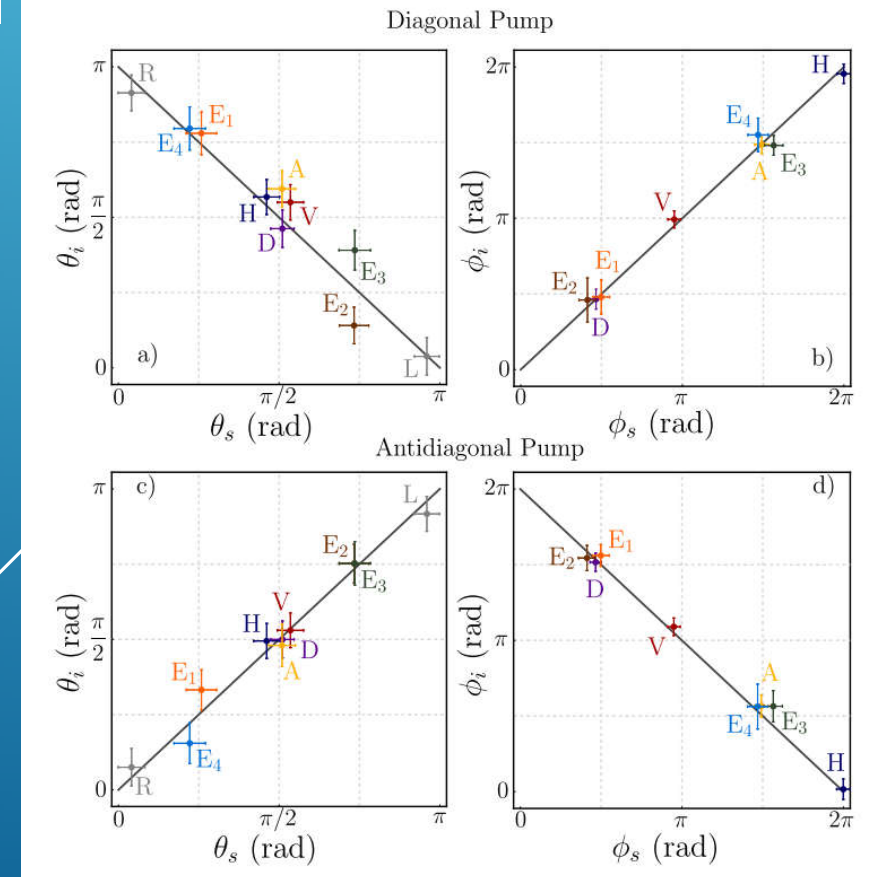 Diagonal Pump
π
R
E₄
E₁
A
H
V
D
E₃
E₂
L
π/2
0
θᵢ (rad)
a)
0
π/2
π
θₛ (rad)
2π
H
E₄
A
E₃
V
E₁
E₂
D
π
0
ϕᵢ (rad)
b)
0
π
2π
ϕₛ (rad)
Antidiagonal Pump
c)
π
L
E₂
E₃
V
H
D
A
E₁
E₄
R
π/2
0
θᵢ (rad)
0
π/2
π
θₛ (rad)
d)
2π
E₂
E₁
D
V
A
E₄
E₃
H
π
0
ϕᵢ (rad)
0
π
2π
ϕₛ (rad)